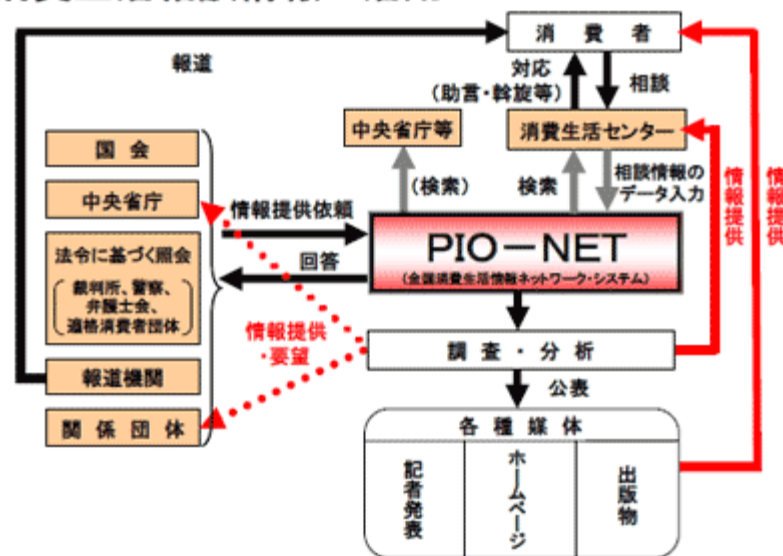 消費者
報道
対応
(助言・斡旋等)
相談
中央省庁等
消費生活センター
国会
中央省庁
法令に基づく照会
裁判所、警察、
弁護士会、
適格消費者団体
報道機関
関係団体
(検索)
検索
相談情報の
データ入力
情報提供
情報提供
情報提供依頼
回答
PIO-NET
(全国消費生活情報ネットワーク・システム)
情報提供
・要望
調査・分析
公表
各種媒体
記者発表
ホームページ
出版物